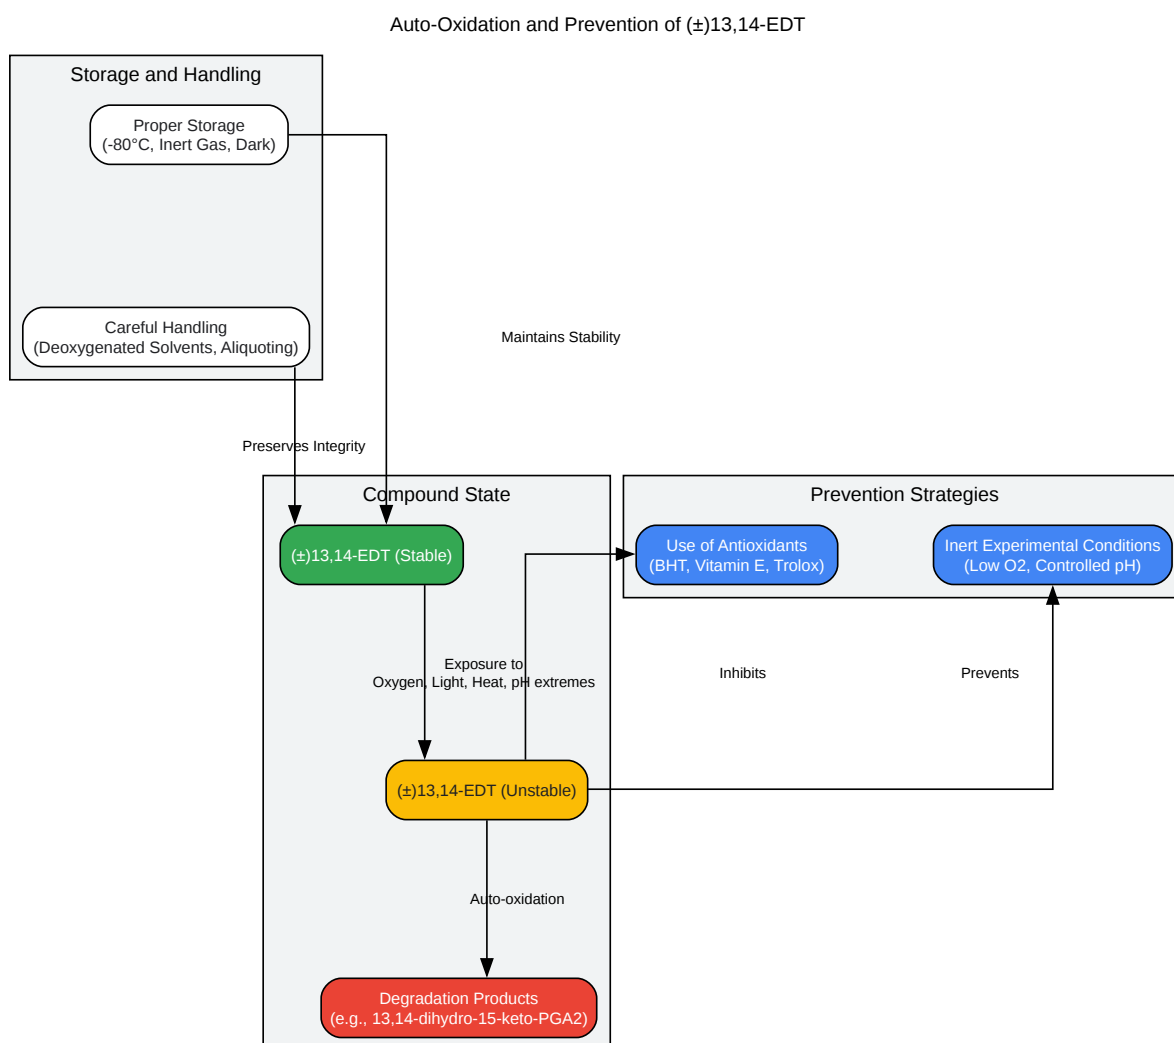 Auto-Oxidation and Prevention of (±)13,14-EDT
Storage and Handling
Proper Storage
(-80°C, Inert Gas, Dark)
Careful Handling
(Deoxygenated Solvents, Aliquoting)
Maintains Stability
Preserves Integrity
Compound State
Prevention Strategies
(±)13,14-EDT (Stable)
Use of Antioxidants
(BHT, Vitamin E, Trolox)
Inert Experimental Conditions
(Low O2, Controlled pH)
Exposure to
Oxygen, Light, Heat, pH extremes
Inhibits
Prevents
(±)13,14-EDT (Unstable)
Auto-oxidation
Degradation Products
(e.g., 13,14-dihydro-15-keto-PGA2)